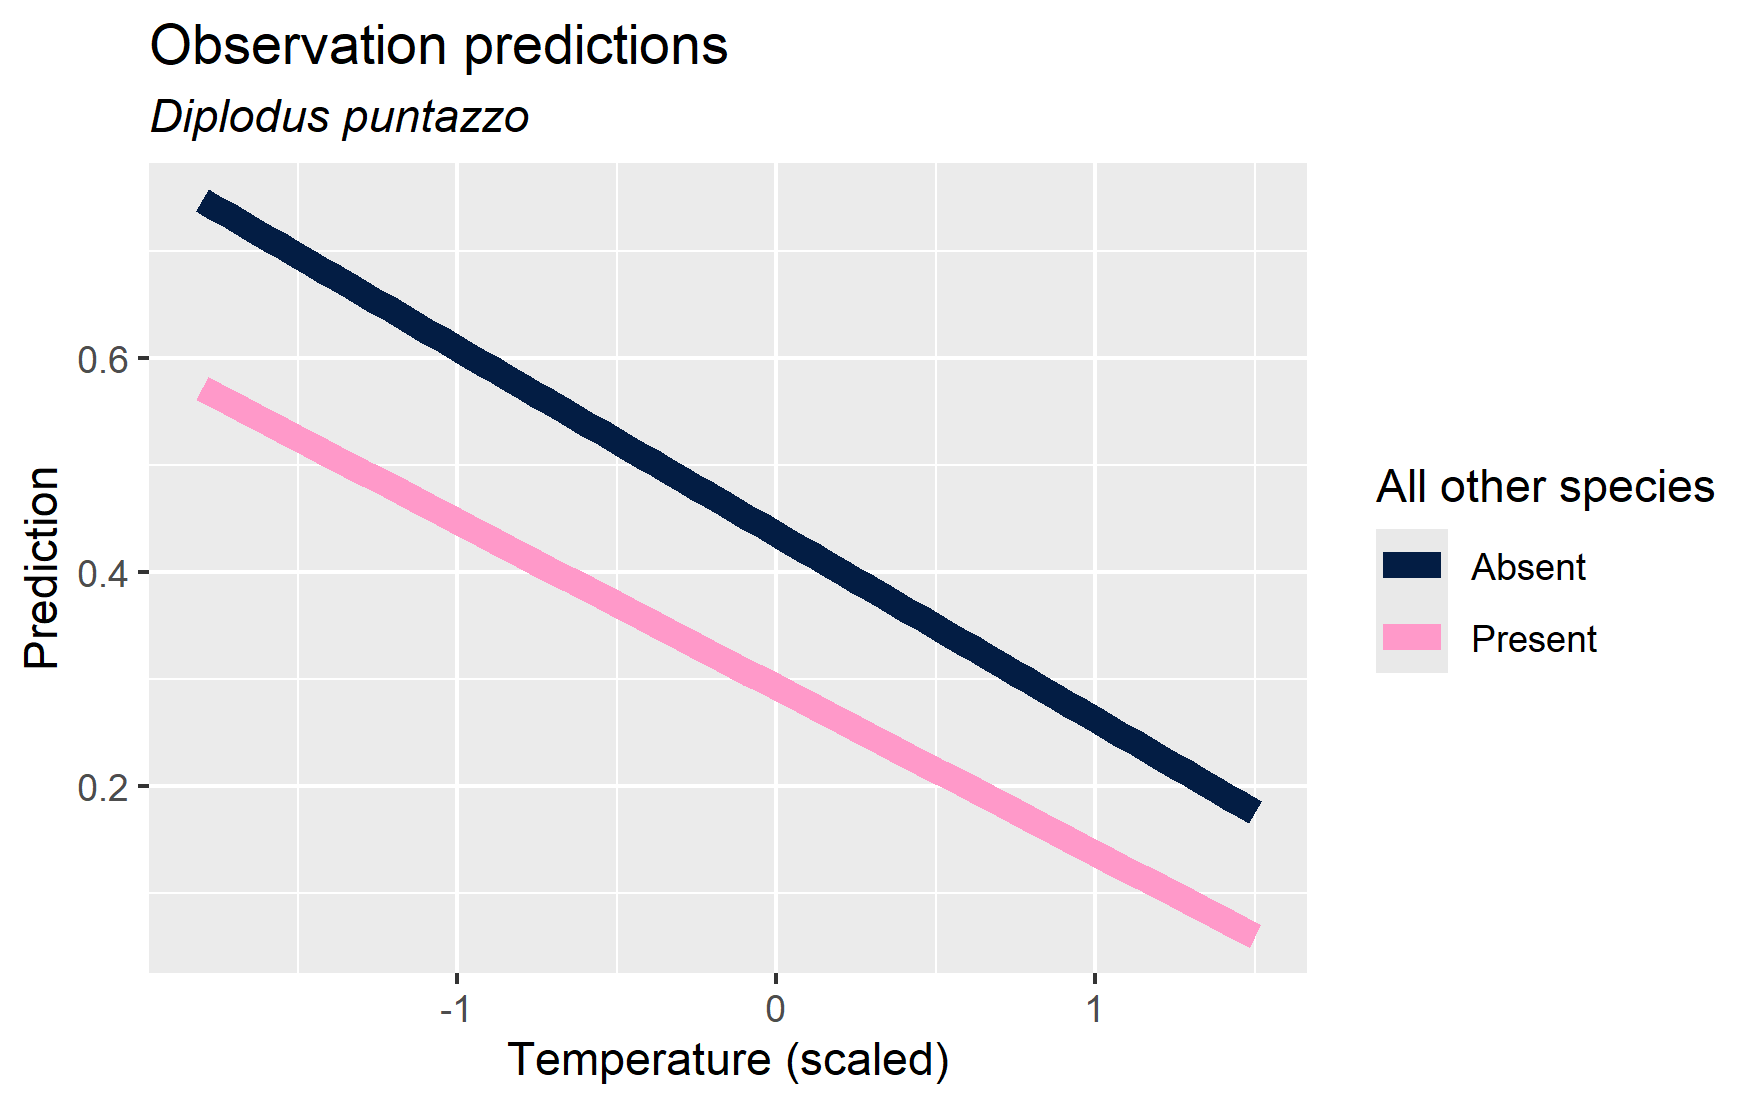 Observation predictions
Diplodus puntazzo
Prediction
0.6
0.4
0.2
-1
0
1
Temperature (scaled)
All other species
Absent
Present